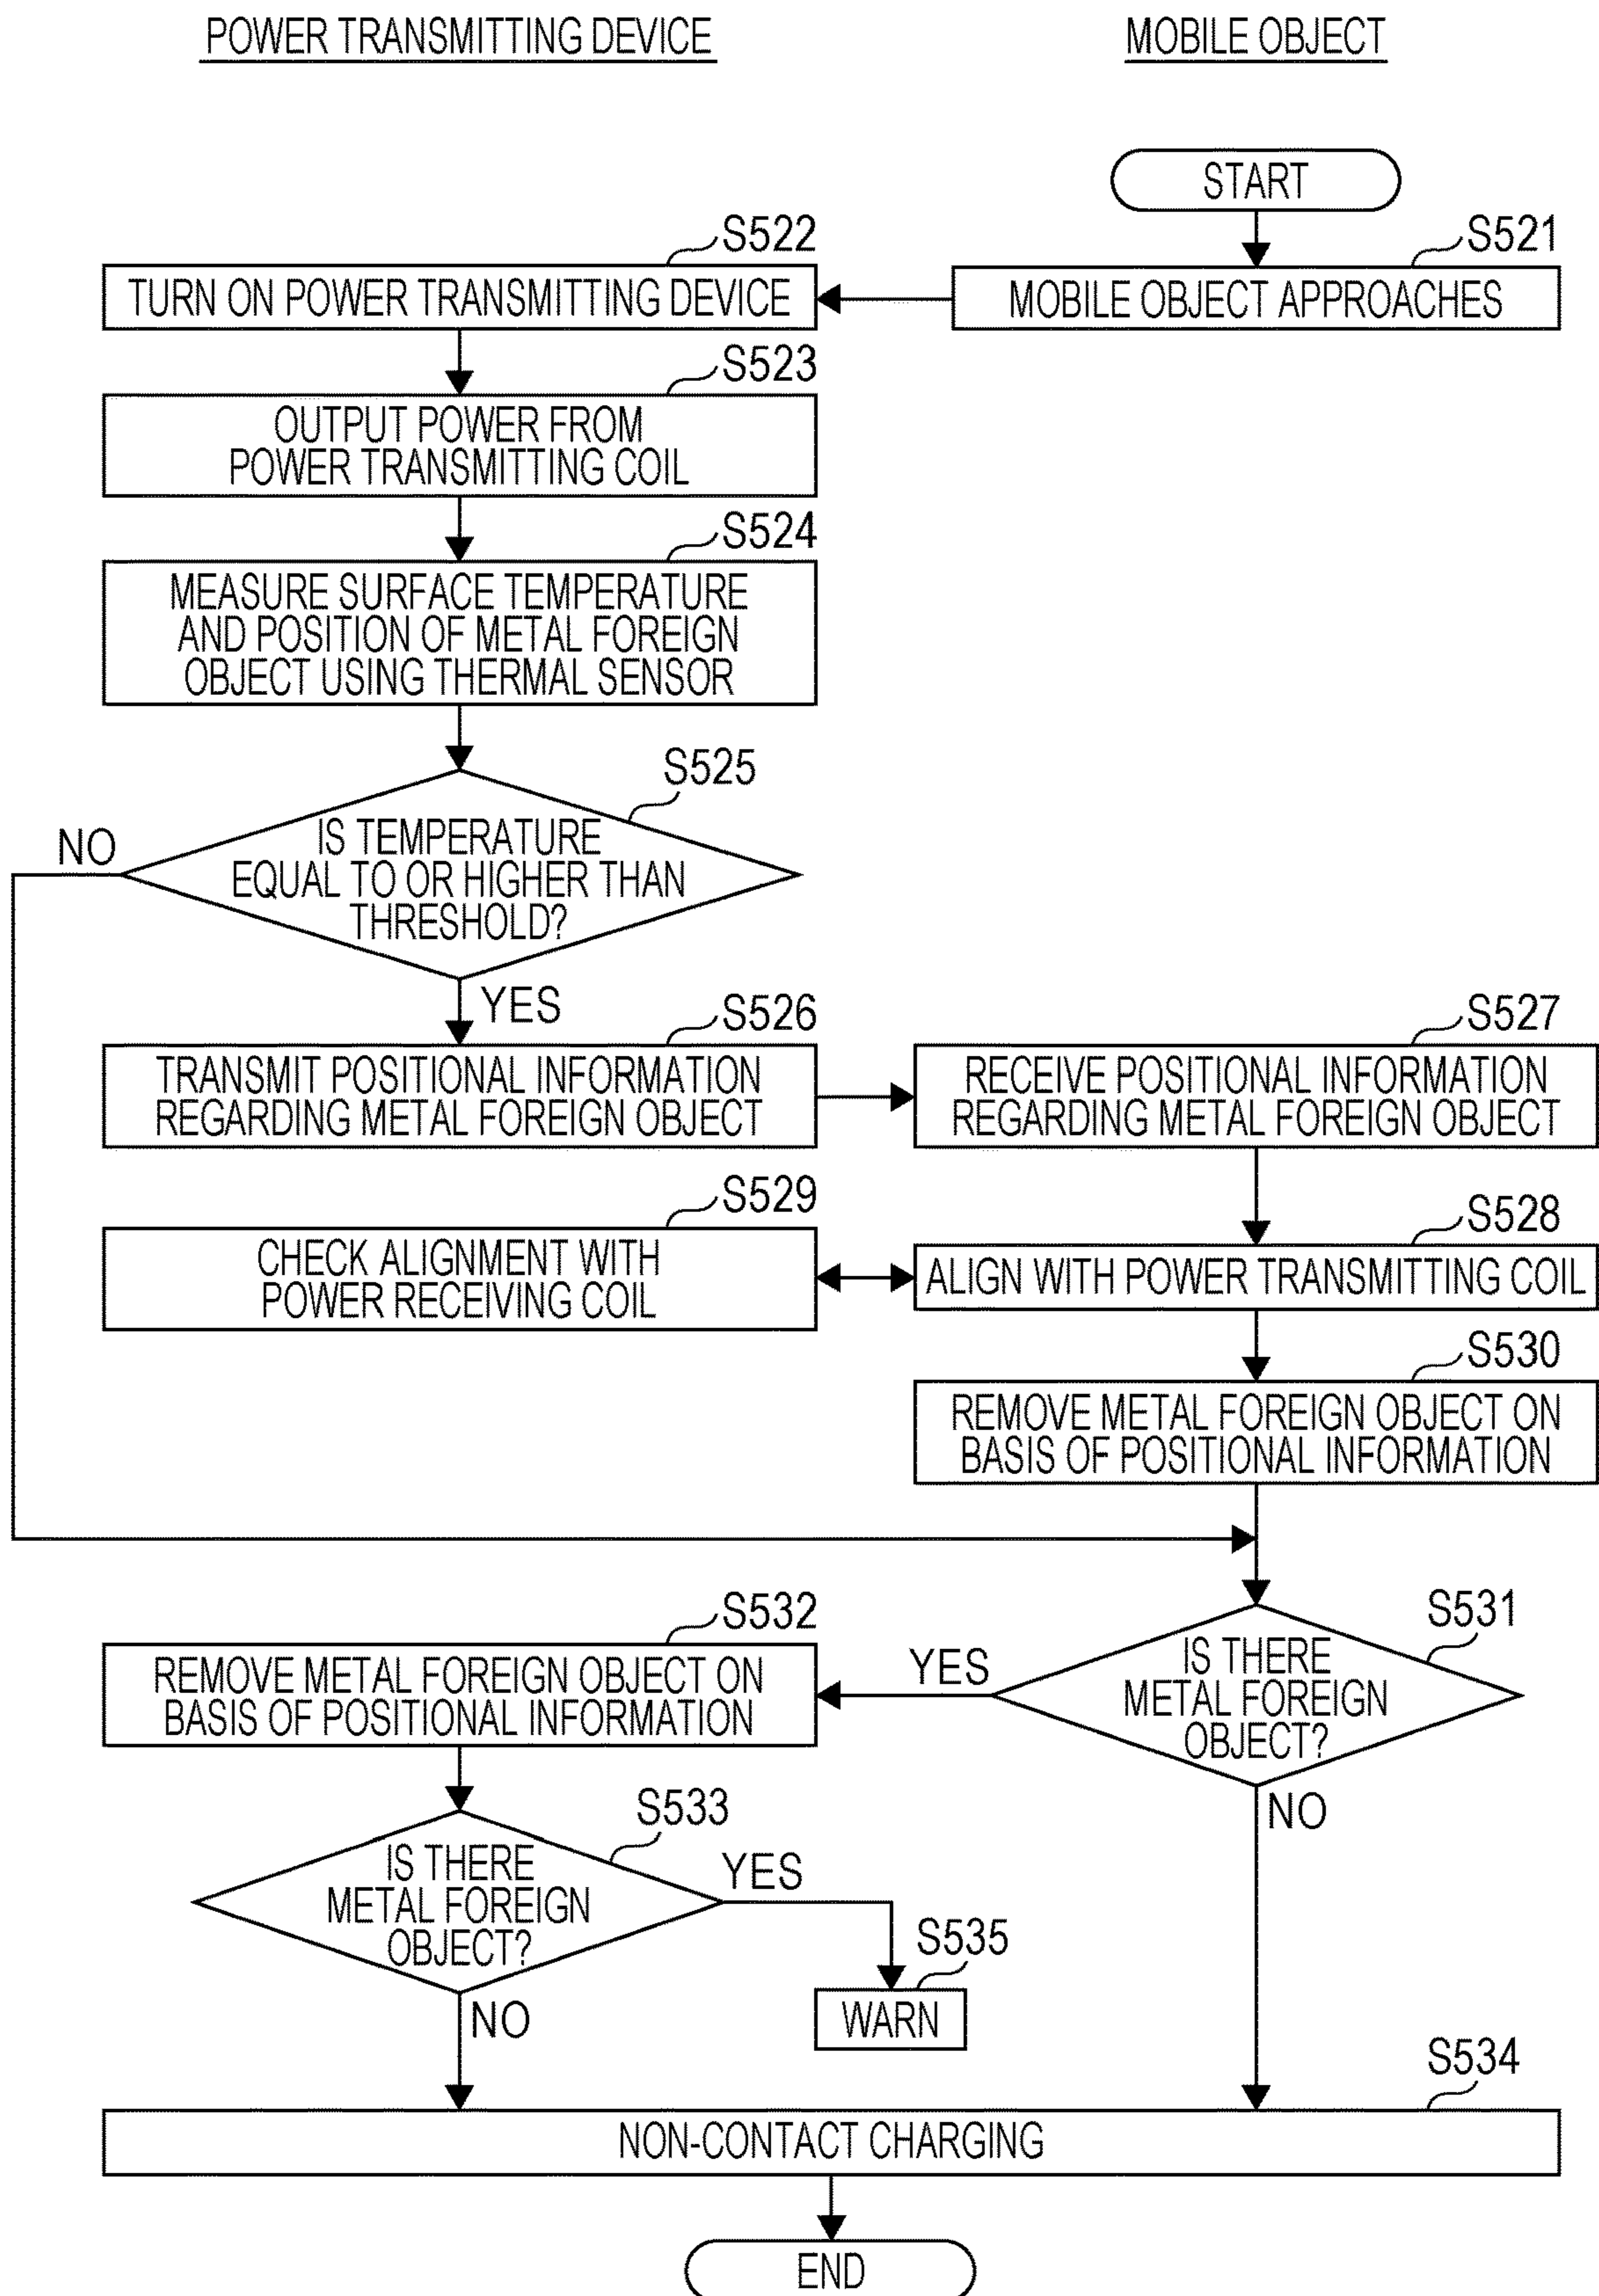 POWER TRANSMITTING DEVICE
MOBILE OBJECT
START
S521
MOBILE OBJECT APPROACHES
S522
TURN ON POWER TRANSMITTING DEVICE
S523
OUTPUT POWER FROM
POWER TRANSMITTING COIL
S524
MEASURE SURFACE TEMPERATURE
AND POSITION OF METAL FOREIGN
OBJECT USING THERMAL SENSOR
S525
IS TEMPERATURE
EQUAL TO OR HIGHER THAN
THRESHOLD?
NO
YES
S526
TRANSMIT POSITIONAL INFORMATION
REGARDING METAL FOREIGN OBJECT
S527
RECEIVE POSITIONAL INFORMATION
REGARDING METAL FOREIGN OBJECT
S529
CHECK ALIGNMENT WITH
POWER RECEIVING COIL
S528
ALIGN WITH POWER TRANSMITTING COIL
S530
REMOVE METAL FOREIGN OBJECT ON
BASIS OF POSITIONAL INFORMATION
S531
IS THERE
METAL FOREIGN
OBJECT?
YES
NO
S532
REMOVE METAL FOREIGN OBJECT ON
BASIS OF POSITIONAL INFORMATION
S533
IS THERE
METAL FOREIGN
OBJECT?
YES
NO
S535
WARN
S534
NON-CONTACT CHARGING
END